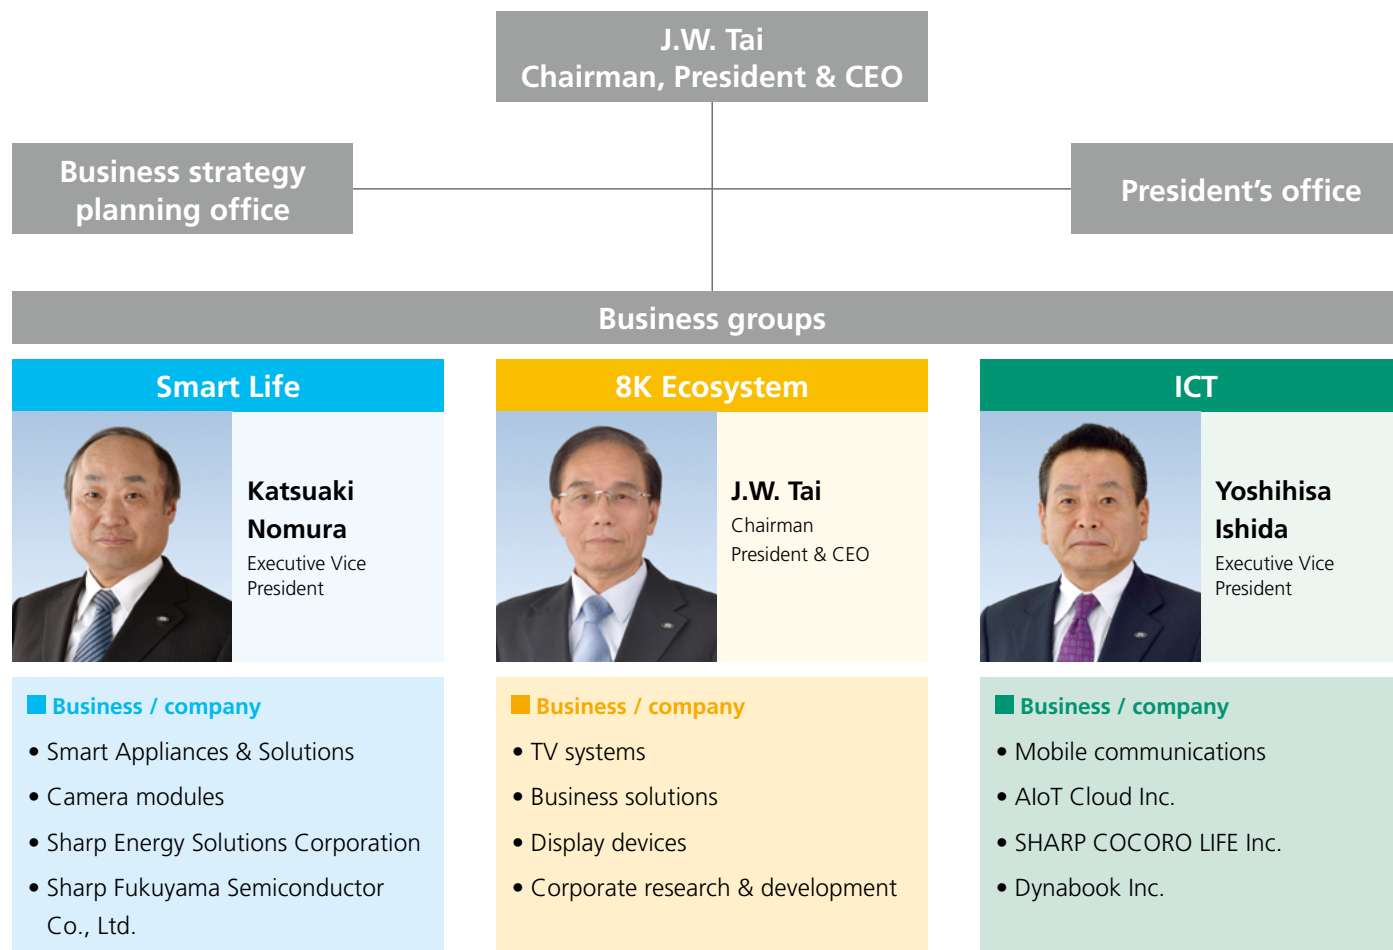 J.W. Tai
Chairman, President & CEO
Business strategy
planning office
President’s office
Business groups
Smart Life
Katsuaki
Nomura
Executive Vice
President
■ Business / company
• Smart Appliances & Solutions
• Camera modules
• Sharp Energy Solutions Corporation
• Sharp Fukuyama Semiconductor
Co., Ltd.
8K Ecosystem
J.W. Tai
Chairman
President & CEO
■ Business / company
• TV systems
• Business solutions
• Display devices
• Corporate research & development
ICT
Yoshihisa
Ishida
Executive Vice
President
■ Business / company
• Mobile communications
• AIoT Cloud Inc.
• SHARP COCORO LIFE Inc.
• Dynabook Inc.